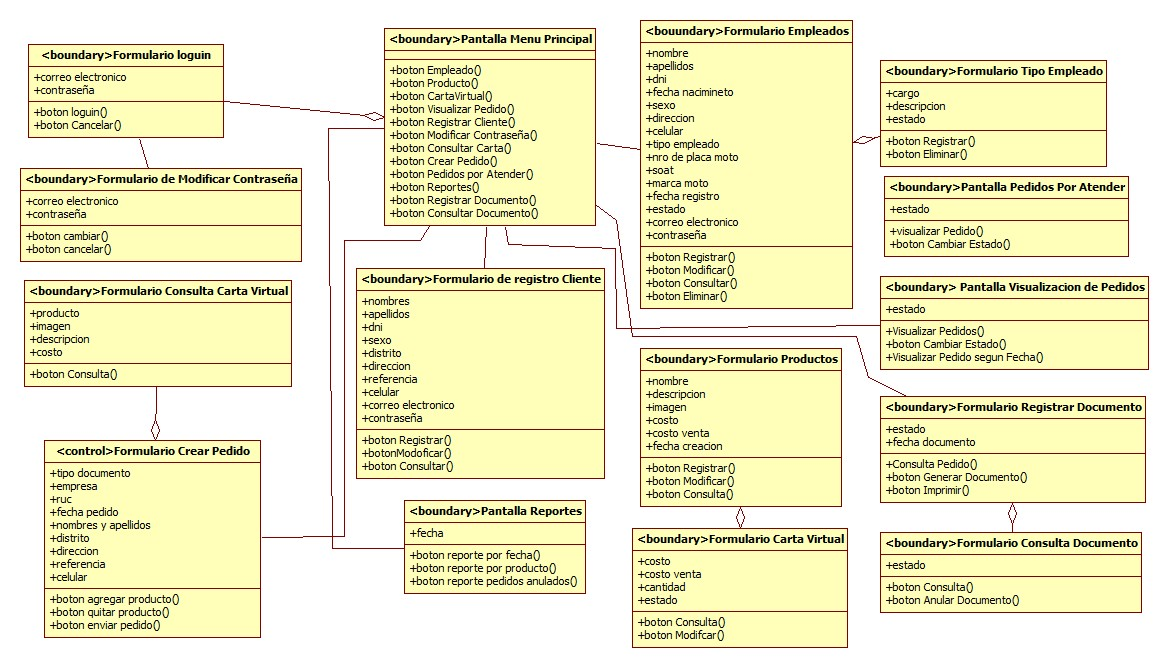 <boundary>Formulario loguin
+correo electronico
+contraseña
+boton loguin()
+boton Cancelar()
<boundary>Formulario de Modificar Contraseña
+correo electronico
+contraseña
+boton cambiar()
+boton cancelar()
<boundary>Formulario Consulta Carta Virtual
+producto
+imagen
+descripcion
+costo
+boton Consulta()
<control>Formulario Crear Pedido
+tipo documento
+empresa
+ruc
+fecha pedido
+nombres y apellidos
+distrito
+direccion
+referencia
+celular
+boton agregar producto()
+boton quitar producto()
+boton enviar pedido()
<boundary>Pantalla Menu Principal
+boton Empleado()
+boton Producto()
+boton CartaVirtual()
+boton Visualizar Pedido()
+boton Registrar Cliente()
+boton Modificar Contraseña()
+boton Consultar Carta()
+boton Crear Pedido()
+boton Pedidos por Atender()
+boton Reportes()
+boton Registrar Documento()
+boton Consultar Documento()
<boundary>Formulario de registro Cliente
+nombres
+apellidos
+dni
+sexo
+distrito
+direccion
+referencia
+celular
+correo electronico
+contraseña
+boton Registrar()
+botonModoficar()
+boton Consultar()
<boundary>Pantalla Reportes
+fecha
+boton reporte por fecha()
+boton reporte por producto()
+boton reporte pedidos anulados()
<bouundary>Formulario Empleados
+nombre
+apellidos
+dni
+fecha nacimineto
+sexo
+direccion
+celular
+tipo empleado
+nro de placa moto
+soat
+marca moto
+fecha registro
+estado
+correo electronico
+contraseña
+boton Registrar()
+boton Modificar()
+boton Consultar()
+boton Eliminar()
<boundary>Formulario Productos
+nombre
+descripcion
+imagen
+costo
+costo venta
+fecha creacion
+boton Registrar()
+boton Modificar()
+boton Consulta()
<boundary>Formulario Carta Virtual
+costo
+costo venta
+cantidad
+estado
+boton Consulta()
+boton Modifcar()
<boundary>Formulario Tipo Empleado
+cargo
+descripcion
+estado
+boton Registrar()
+boton Eliminar()
<boundary>Pantalla Pedidos Por Atender
+estado
+visualizar Pedido()
+boton Cambiar Estado()
<boundary> Pantalla Visualizacion de Pedidos
+estado
+Visualizar Pedidos()
+boton Cambiar Estado()
+Visualizar Pedido segun Fecha()
<boundary>Formulario Registrar Documento
+estado
+fecha documento
+Consulta Pedido()
+boton Generar Documento()
+boton Imprimir()
<boundary>Formulario Consulta Documento
+estado
+boton Consulta()
+boton Anular Documento()